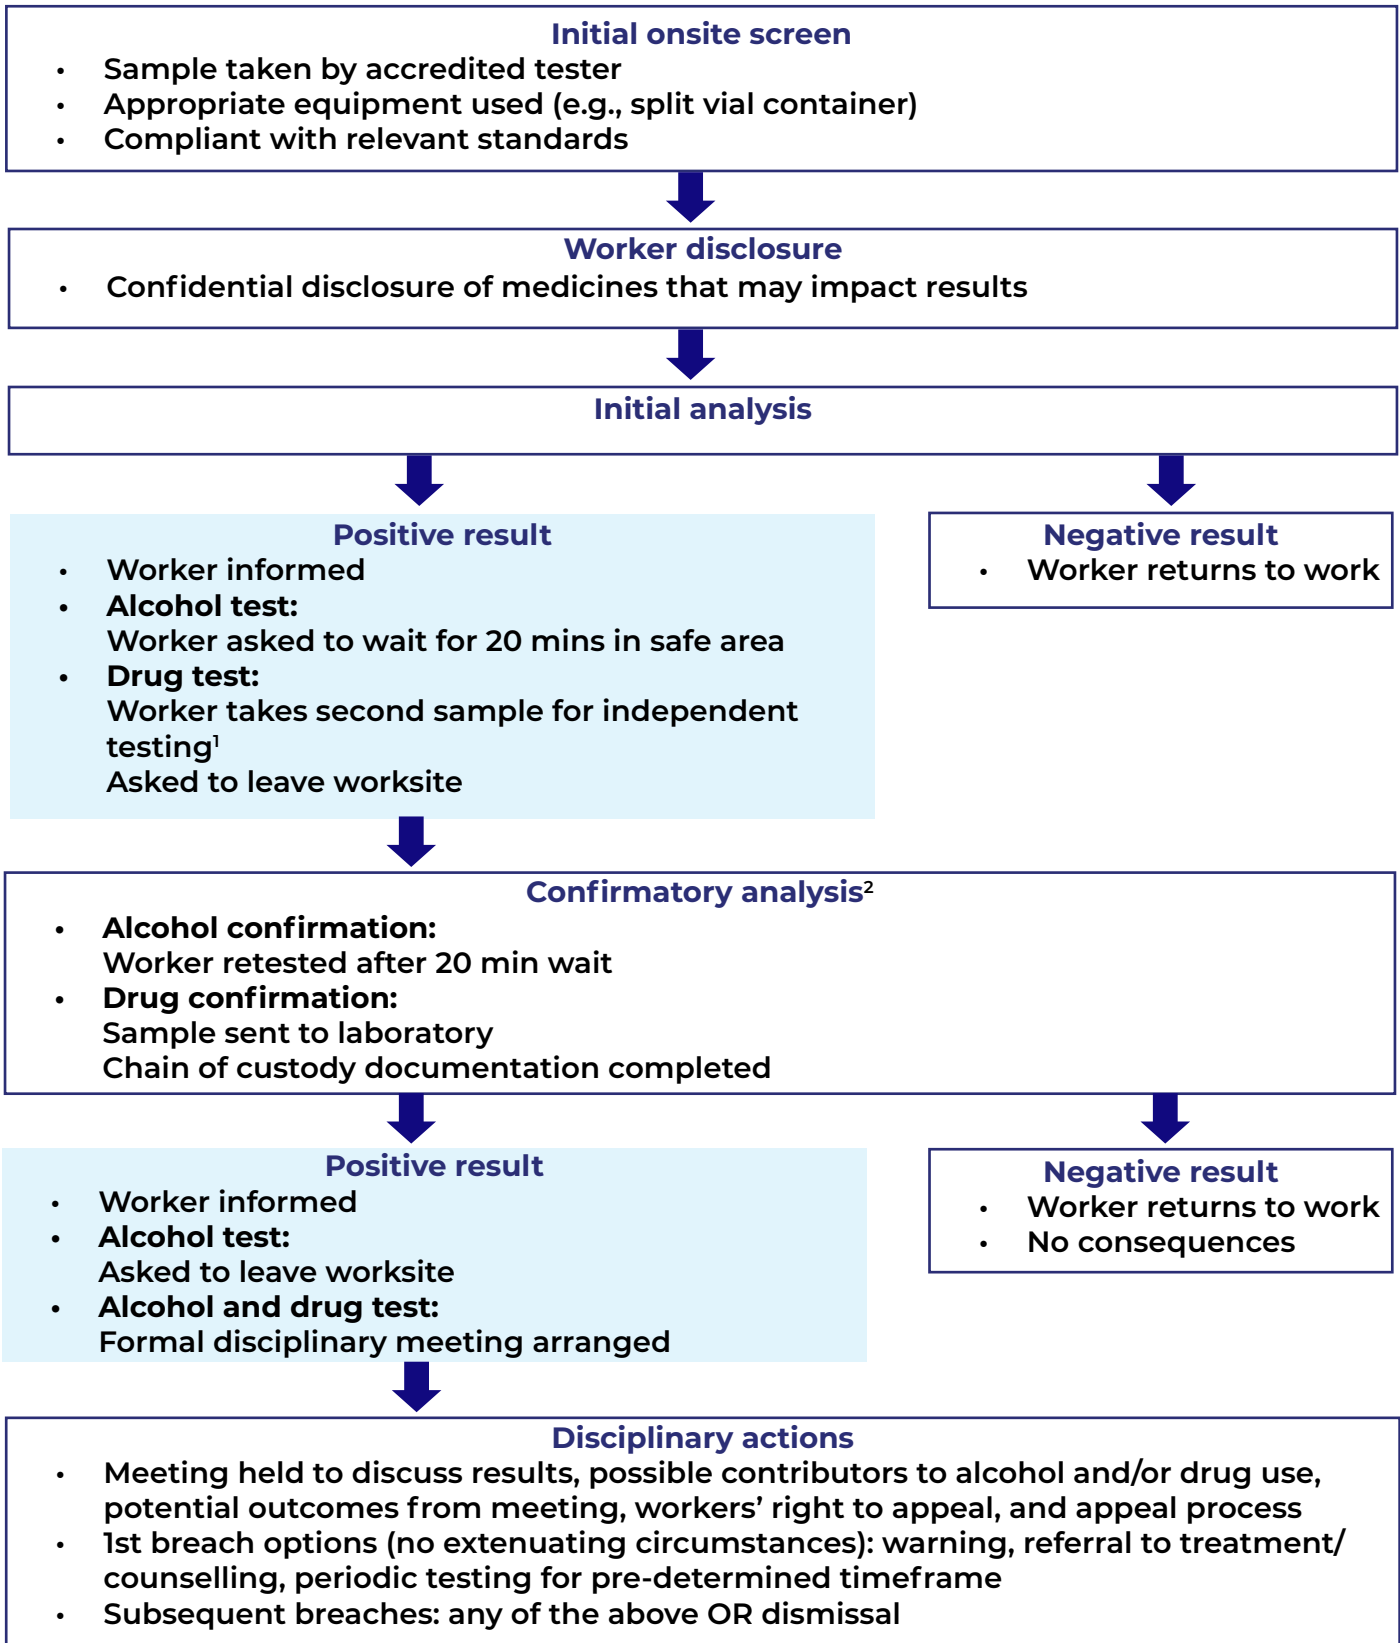 Initial onsite screen
• Sample taken by accredited tester
• Appropriate equipment used (e.g., split vial container)
• Compliant with relevant standards
Worker disclosure
• Confidential disclosure of medicines that may impact results
Initial analysis
Positive result
• Worker informed
• Alcohol test:
Worker asked to wait for 20 mins in safe area
• Drug test:
Worker takes second sample for independent
testing¹
Asked to leave worksite
Negative result
• Worker returns to work
Confirmatory analysis²
• Alcohol confirmation:
Worker retested after 20 min wait
• Drug confirmation:
Sample sent to laboratory
Chain of custody documentation completed
Positive result
• Worker informed
• Alcohol test:
Asked to leave worksite
• Alcohol and drug test:
Formal disciplinary meeting arranged
Negative result
• Worker returns to work
• No consequences
Disciplinary actions
• Meeting held to discuss results, possible contributors to alcohol and/or drug use,
potential outcomes from meeting, workers’ right to appeal, and appeal process
• 1st breach options (no extenuating circumstances): warning, referral to treatment/
counselling, periodic testing for pre-determined timeframe
• Subsequent breaches: any of the above OR dismissal